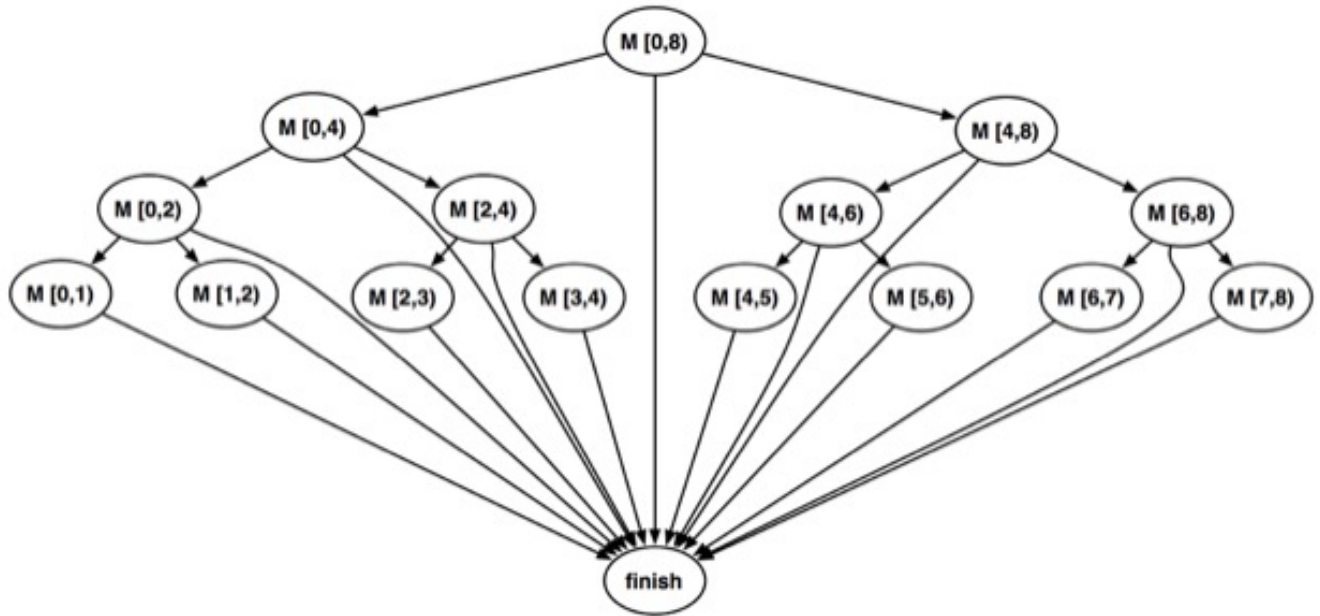 M [0,8)
M [0,4)
M [4,8)
M [0,2)
M [2,4)
M [4,6)
M [6,8)
M [0,1)
M [1,2)
M [2,3)
M [3,4)
M [4,5)
M [5,6)
M [6,7)
M [7,8)
finish